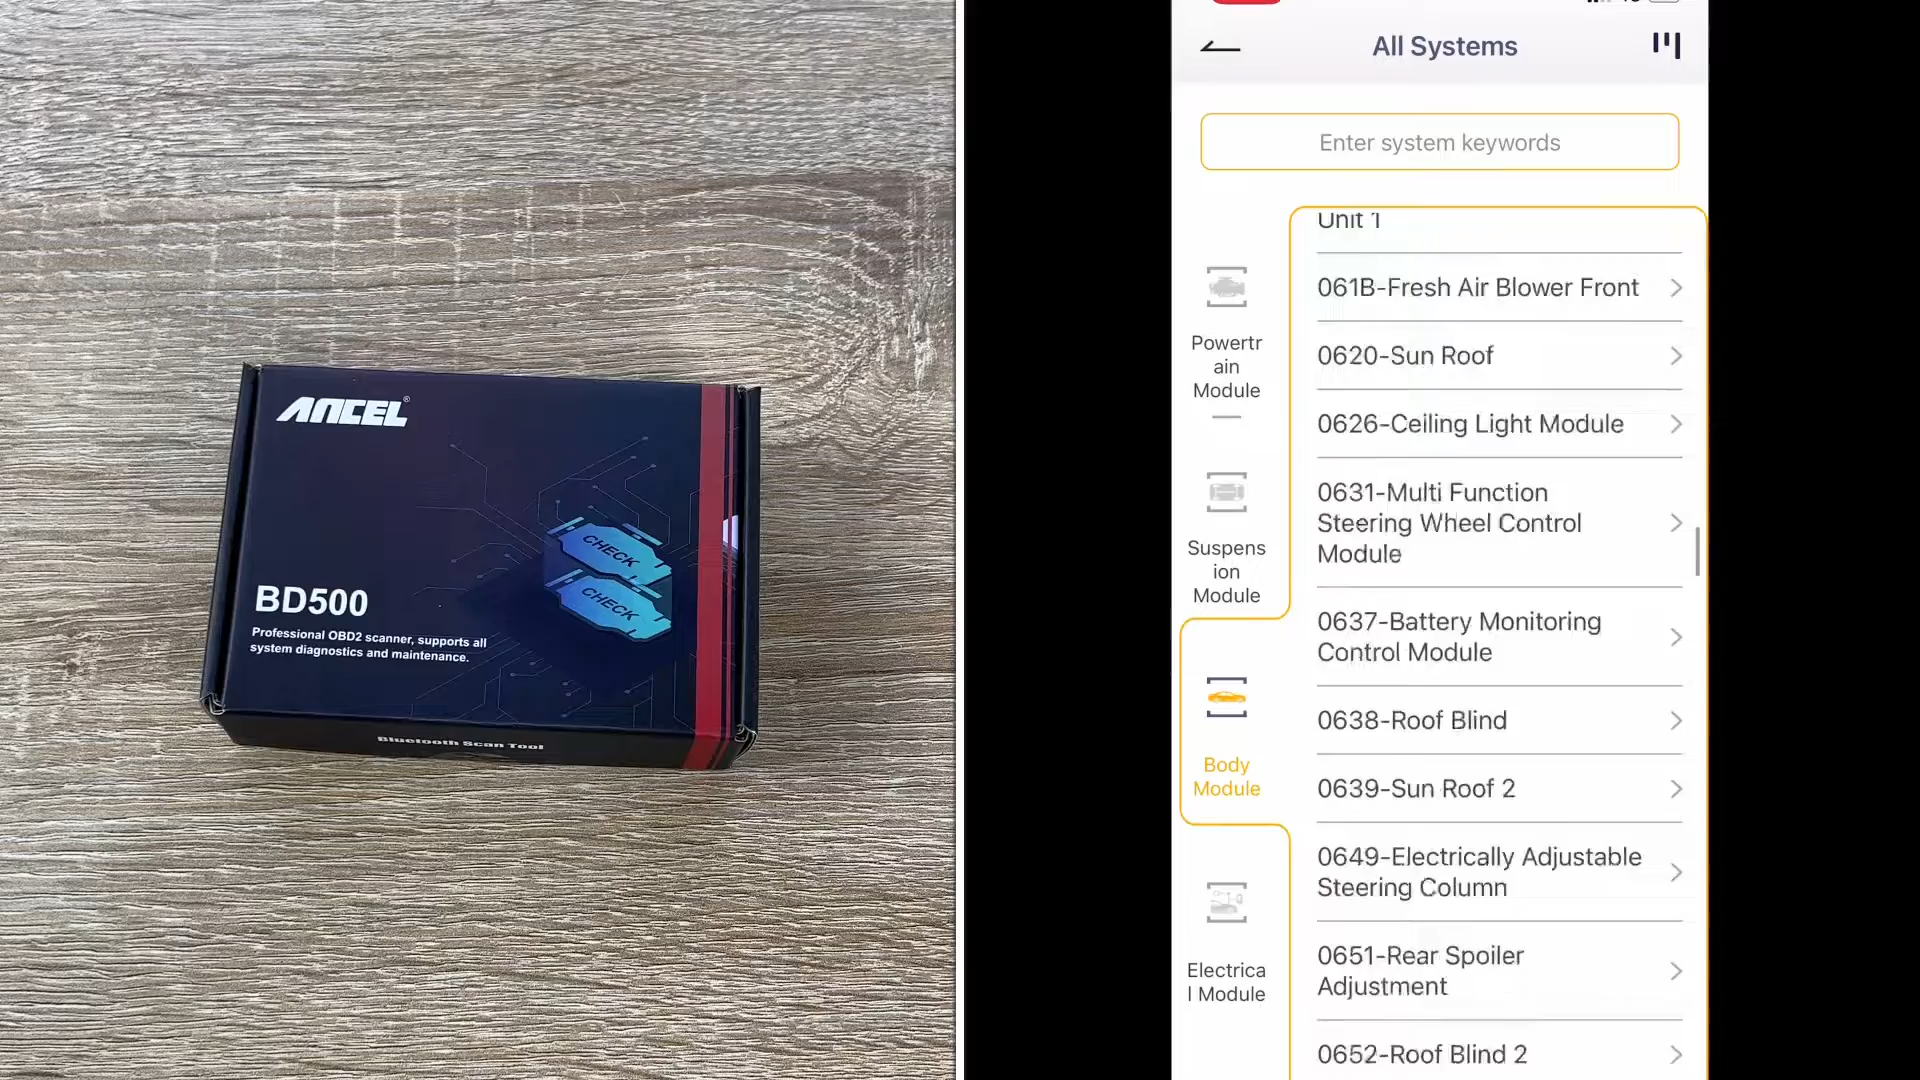 ANCEL®
CHECK
CHECK
BD500
Professional OBD2 scanner, supports all
system diagnostics and maintenance.
Bluetooth Scan Tool
All Systems
Enter system keywords
Powertr
ain
Module
Suspens
ion
Module
Body
Module
Electrica
l Module
Unit 1
061B-Fresh Air Blower Front
0620-Sun Roof
0626-Ceiling Light Module
0631-Multi Function
Steering Wheel Control
Module
0637-Battery Monitoring
Control Module
0638-Roof Blind
0639-Sun Roof 2
0649-Electrically Adjustable
Steering Column
0651-Rear Spoiler
Adjustment
0652-Roof Blind 2